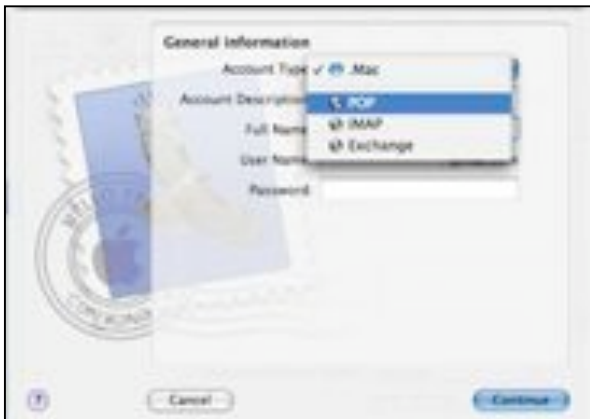 General Information
Account Type ✓ .Mac
Account Description
POP
IMAP
Full Name
Exchange
User Name
Password
Cancel
Continue